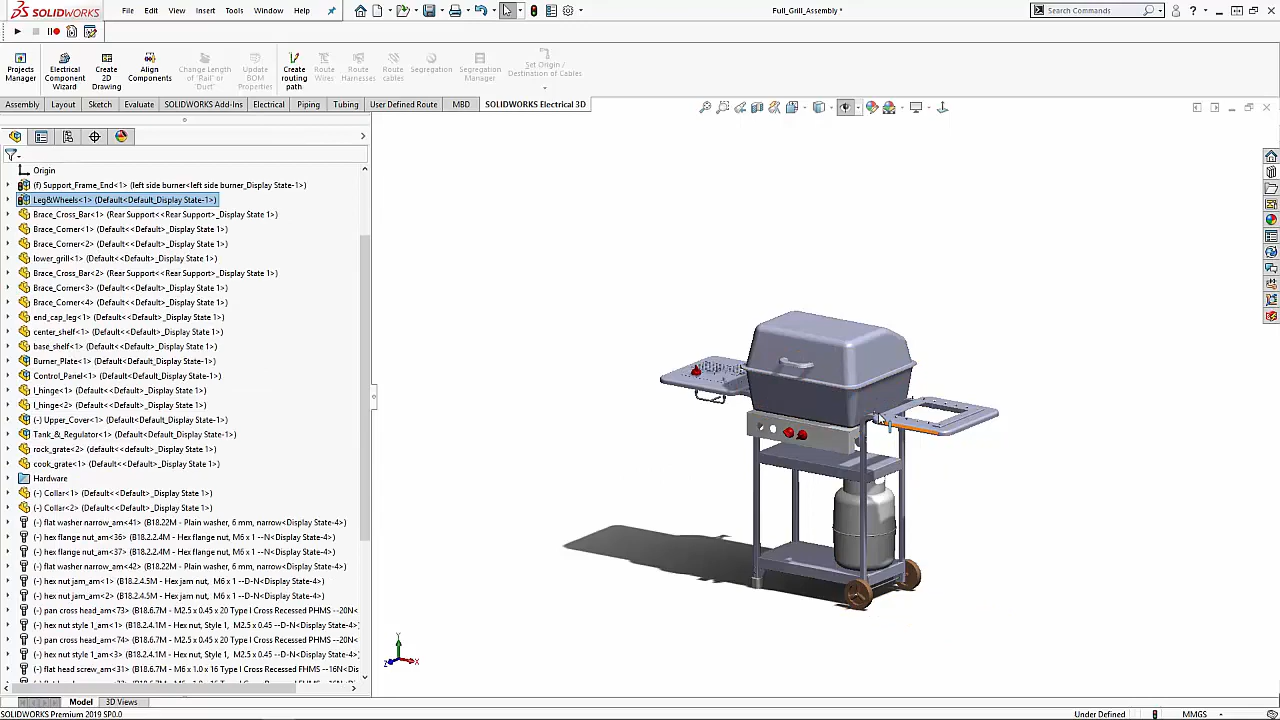 SOLIDWORKS
File Edit View Insert Tools Window Help
Full_Grill_Assembly *
Search Commands
Projects Manager
Electrical Component Wizard
Create 2D Drawing
Align Components
Change Length of "Rail" or "Duct"
Update BOM Properties
Create routing path
Route Wires
Route Harnesses
Route cables
Segregation
Segregation Manager
Set Origin / Destination of Cables
Assembly Layout Sketch Evaluate SOLIDWORKS Add-Ins Electrical Piping Tubing User Defined Route MBD SOLIDWORKS Electrical 3D
Origin
(f) Support_Frame_End<1> (left side burner<left side burner_Display State-1>)
Leg&Wheels<1> (Default<Default_Display State-1>)
Brace_Cross_Bar<1> (Rear Support<<Rear Support>_Display State 1>)
Brace_Corner<1> (Default<<Default>_Display State 1>)
Brace_Corner<2> (Default<<Default>_Display State 1>)
lower_grill<1> (Default<<Default>_Display State 1>)
Brace_Cross_Bar<2> (Rear Support<<Rear Support>_Display State 1>)
Brace_Corner<3> (Default<<Default>_Display State 1>)
Brace_Corner<4> (Default<<Default>_Display State 1>)
end_cap_leg<1> (Default<<Default>_Display State 1>)
center_shelf<1> (Default<<Default>_Display State 1>)
base_shelf<1> (Default<<Default>_Display State 1>)
Burner_Plate<1> (Default<Default_Display State-1>)
Control_Panel<1> (Default<Default_Display State-1>)
l_hinge<1> (Default<<Default>_Display State 1>)
l_hinge<2> (Default<<Default>_Display State 1>)
(-) Upper_Cover<1> (Default<Default_Display State-1>)
Tank_&_Regulator<1> (Default<Default_Display State-1>)
rock_grate<2> (Default<<Default>_Display State 1>)
cook_grate<1> (Default<<Default>_Display State 1>)
Hardware
(-) Collar<1> (Default<<Default>_Display State 1>)
(-) Collar<2> (Default<<Default>_Display State 1>)
(-) flat washer narrow_am<41> (B18.22M - Plain washer, 6 mm, narrow<Display State-4>)
(-) hex flange nut_am<36> (B18.2.2.4M - Hex flange nut, M6 x 1 --N<Display State-4>)
(-) hex flange nut_am<37> (B18.2.2.4M - Hex flange nut, M6 x 1 --N<Display State-4>)
(-) flat washer narrow_am<42> (B18.22M - Plain washer, 6 mm, narrow<Display State-4>)
(-) hex nut jam_am<1> (B18.2.4.5M - Hex jam nut, M6 x 1 --D-N<Display State-4>)
(-) hex nut jam_am<2> (B18.2.4.5M - Hex jam nut, M6 x 1 --D-N<Display State-4>)
(-) pan cross head_am<73> (B18.6.7M - M2.5 x 0.45 x 20 Type I Cross Recessed PHMS --20N<
(-) hex nut style 1_am<1> (B18.2.4.1M - Hex nut, Style 1, M2.5 x 0.45 --D-N<Display State-4>
(-) pan cross head_am<74> (B18.6.7M - M2.5 x 0.45 x 20 Type I Cross Recessed PHMS --20N<
(-) hex nut style 1_am<2> (B18.2.4.1M - Hex nut, Style 1, M2.5 x 0.45 --D-N<Display State-4>
(-) flat head screw_am<31> (B18.6.7M - M6 x 1.0 x 16 Type I Cross Recessed FHMS --16N<Dis
Y
Z
X
Model 3D Views
SOLIDWORKS Premium 2019 SP0.0
Under Defined
MMGS